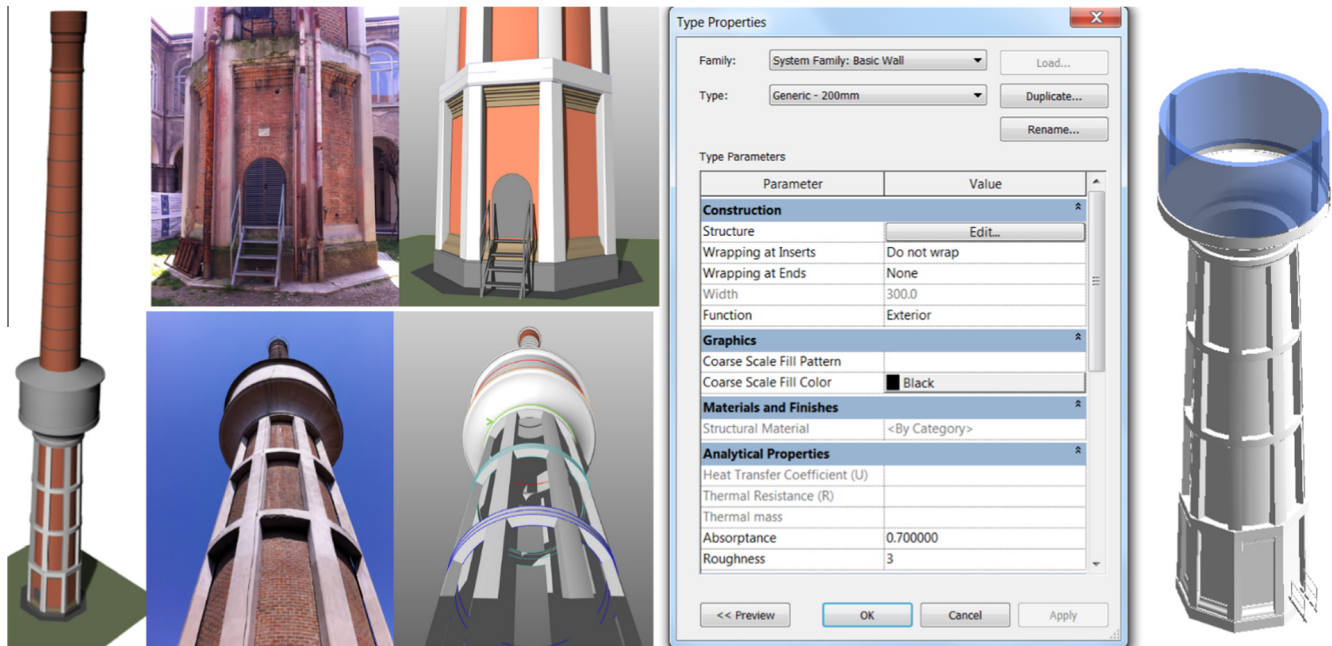 Type Properties
Family: System Family: Basic Wall Load...
Type: Generic - 200mm Duplicate...
Rename...
Type Parameters
Parameter Value
Construction
Structure Edit...
Wrapping at Inserts Do not wrap
Wrapping at Ends None
Width 300.0
Function Exterior
Graphics
Coarse Scale Fill Pattern
Coarse Scale Fill Color Black
Materials and Finishes
Structural Material <By Category>
Analytical Properties
Heat Transfer Coefficient (U)
Thermal Resistance (R)
Thermal mass
Absorptance 0.700000
Roughness 3
<< Preview OK Cancel Apply